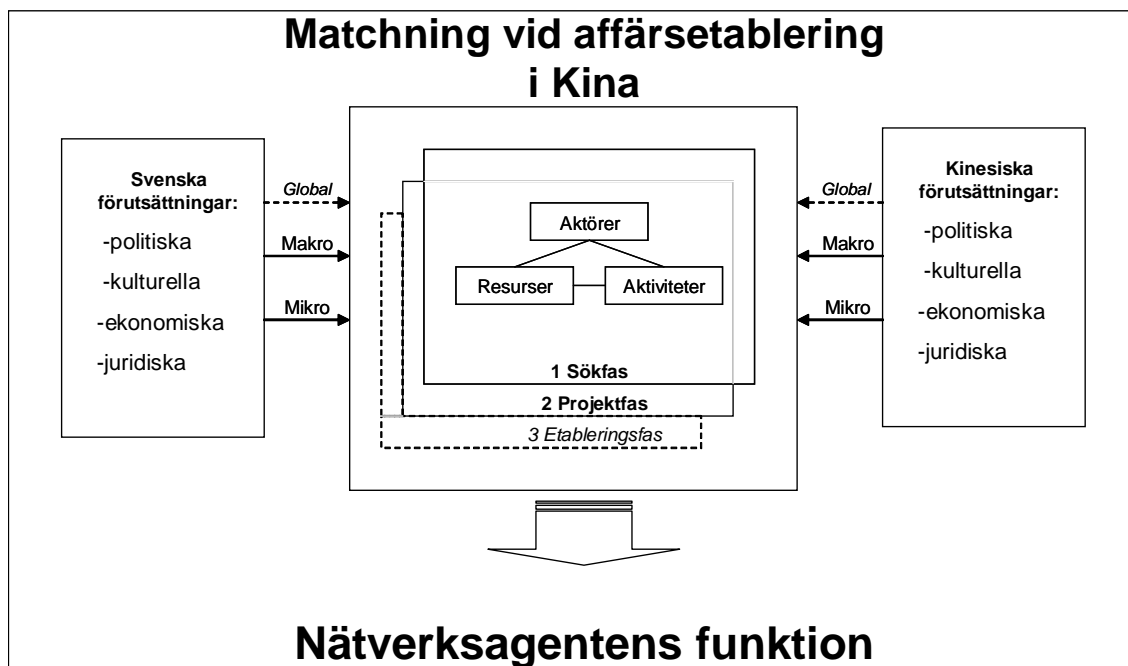 Matchning vid affärsetablering
i Kina
Svenska
förutsättningar:
-politiska
-kulturella
-ekonomiska
-juridiska
Global
Makro
Mikro
Aktörer
Resurser
Aktiviteter
1 Sökfas
2 Projektfas
3 Etableringsfas
Global
Makro
Mikro
Kinesiska
förutsättningar:
-politiska
-kulturella
-ekonomiska
-juridiska
Nätverksagentens funktion